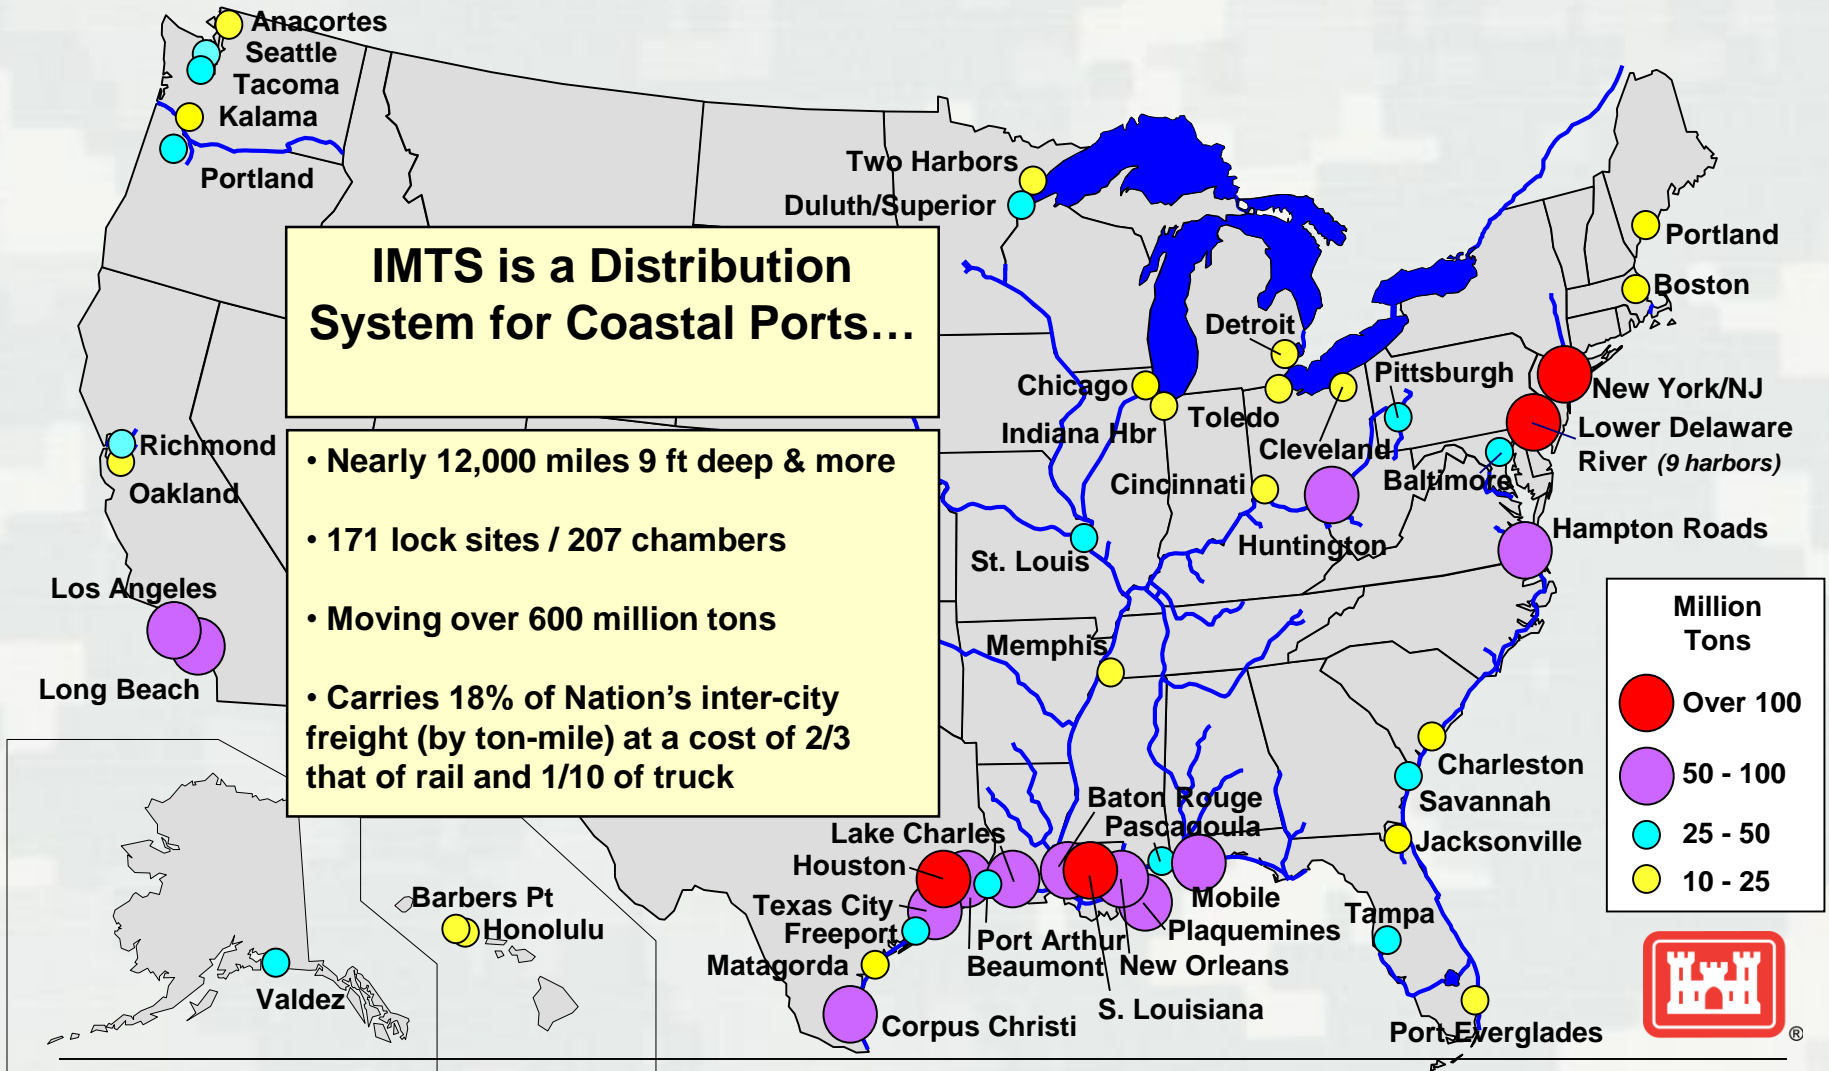 Anacortes
Seattle
Tacoma
Kalama
Portland
Two Harbors
Duluth/Superior
IMTS is a Distribution
System for Coastal Ports…
Portland
Boston
Detroit
Chicago
Pittsburgh
Toledo
Indiana Hbr
Cleveland
New York/NJ
Lower Delaware
River (9 harbors)
Richmond
Oakland
• Nearly 12,000 miles 9 ft deep & more
• 171 lock sites / 207 chambers
• Moving over 600 million tons
• Carries 18% of Nation’s inter-city
freight (by ton-mile) at a cost of 2/3
that of rail and 1/10 of truck
Cincinnati
Baltimore
Hampton Roads
Huntington
St. Louis
Los Angeles
Long Beach
Memphis
Million
Tons
Over 100
50 - 100
25 - 50
10 - 25
Charleston
Savannah
Jacksonville
Baton Rouge
Pascagoula
Lake Charles
Houston
Texas City
Freeport
Matagorda
Corpus Christi
Port Arthur
Beaumont
New Orleans
S. Louisiana
Mobile
Plaquemines
Tampa
Port Everglades
Barbers Pt
Honolulu
Valdez
®